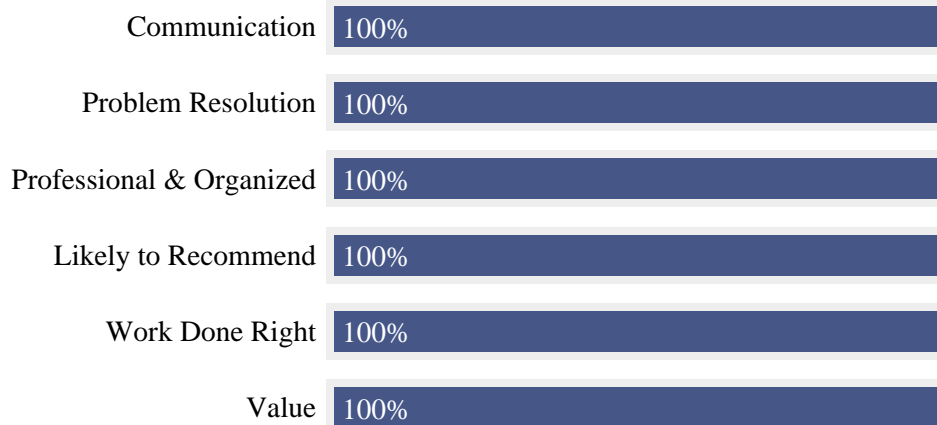 Communication 100%
Problem Resolution 100%
Professional & Organized 100%
Likely to Recommend 100%
Work Done Right 100%
Value 100%